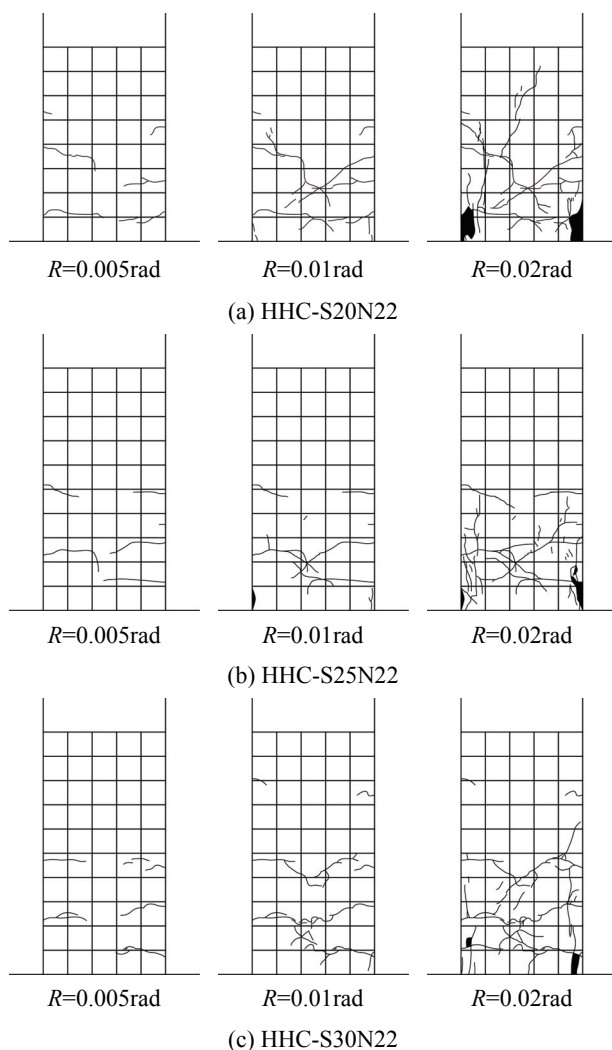 R=0.005rad R=0.01rad R=0.02rad
(a) HHC-S20N22
R=0.005rad R=0.01rad R=0.02rad
(b) HHC-S25N22
R=0.005rad R=0.01rad R=0.02rad
(c) HHC-S30N22